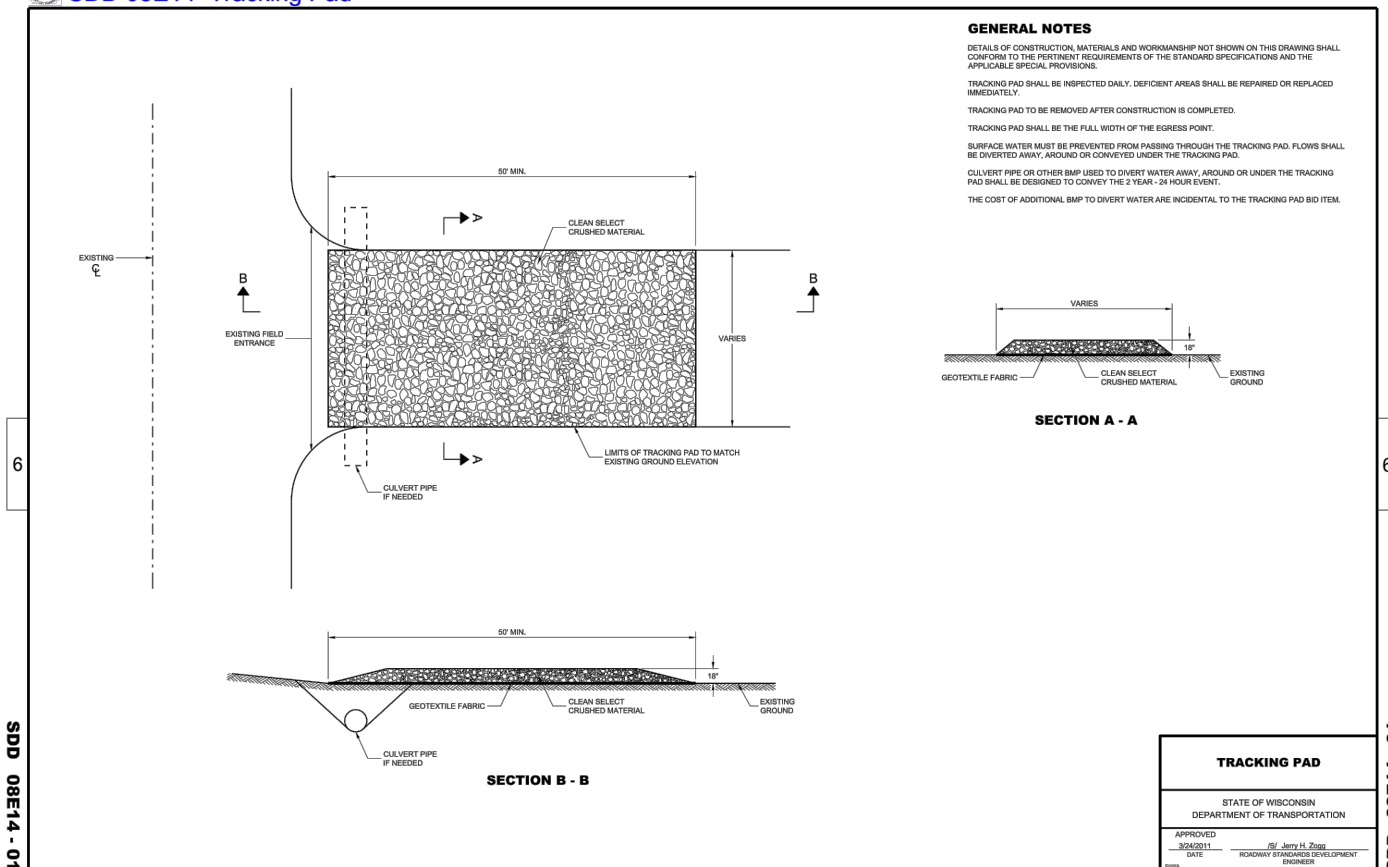 SDD 08E14 Tracking Pad
GENERAL NOTES
DETAILS OF CONSTRUCTION, MATERIALS AND WORKMANSHIP NOT SHOWN ON THIS DRAWING SHALL
CONFORM TO THE PERTINENT REQUIREMENTS OF THE STANDARD SPECIFICATIONS AND THE
APPLICABLE SPECIAL PROVISIONS.
TRACKING PAD SHALL BE INSPECTED DAILY. DEFICIENT AREAS SHALL BE REPAIRED OR REPLACED
IMMEDIATELY.
TRACKING PAD TO BE REMOVED AFTER CONSTRUCTION IS COMPLETED.
TRACKING PAD SHALL BE THE FULL WIDTH OF THE EGRESS POINT.
SURFACE WATER MUST BE PREVENTED FROM PASSING THROUGH THE TRACKING PAD. FLOWS SHALL
BE DIVERTED AWAY, AROUND OR CONVEYED UNDER THE TRACKING PAD.
CULVERT PIPE OR OTHER BMP USED TO DIVERT WATER AWAY, AROUND OR UNDER THE TRACKING
PAD SHALL BE DESIGNED TO CONVEY THE 2 YEAR - 24 HOUR EVENT.
THE COST OF ADDITIONAL BMP TO DIVERT WATER ARE INCIDENTAL TO THE TRACKING PAD BID ITEM.
50' MIN.
A
CLEAN SELECT
CRUSHED MATERIAL
EXISTING
℄
B
B
EXISTING FIELD
ENTRANCE
VARIES
LIMITS OF TRACKING PAD TO MATCH
EXISTING GROUND ELEVATION
A
CULVERT PIPE
IF NEEDED
VARIES
18"
GEOTEXTILE FABRIC
CLEAN SELECT
CRUSHED MATERIAL
EXISTING
GROUND
SECTION A - A
6
6
50' MIN.
18"
GEOTEXTILE FABRIC
CLEAN SELECT
CRUSHED MATERIAL
EXISTING
GROUND
CULVERT PIPE
IF NEEDED
SECTION B - B
SDD 08E14 - 01
TRACKING PAD
STATE OF WISCONSIN
DEPARTMENT OF TRANSPORTATION
APPROVED
3/24/2011 /S/ Jerry H. Zogg
DATE ROADWAY STANDARDS DEVELOPMENT
ENGINEER